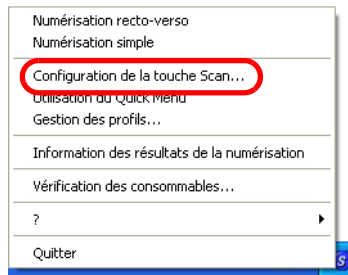 Numérisation recto-verso
Numérisation simple
Configuration de la touche Scan...
Utilisation du Quick Menu
Gestion des profils...
Information des résultats de la numérisation
Vérification des consommables...
?
Quitter
S